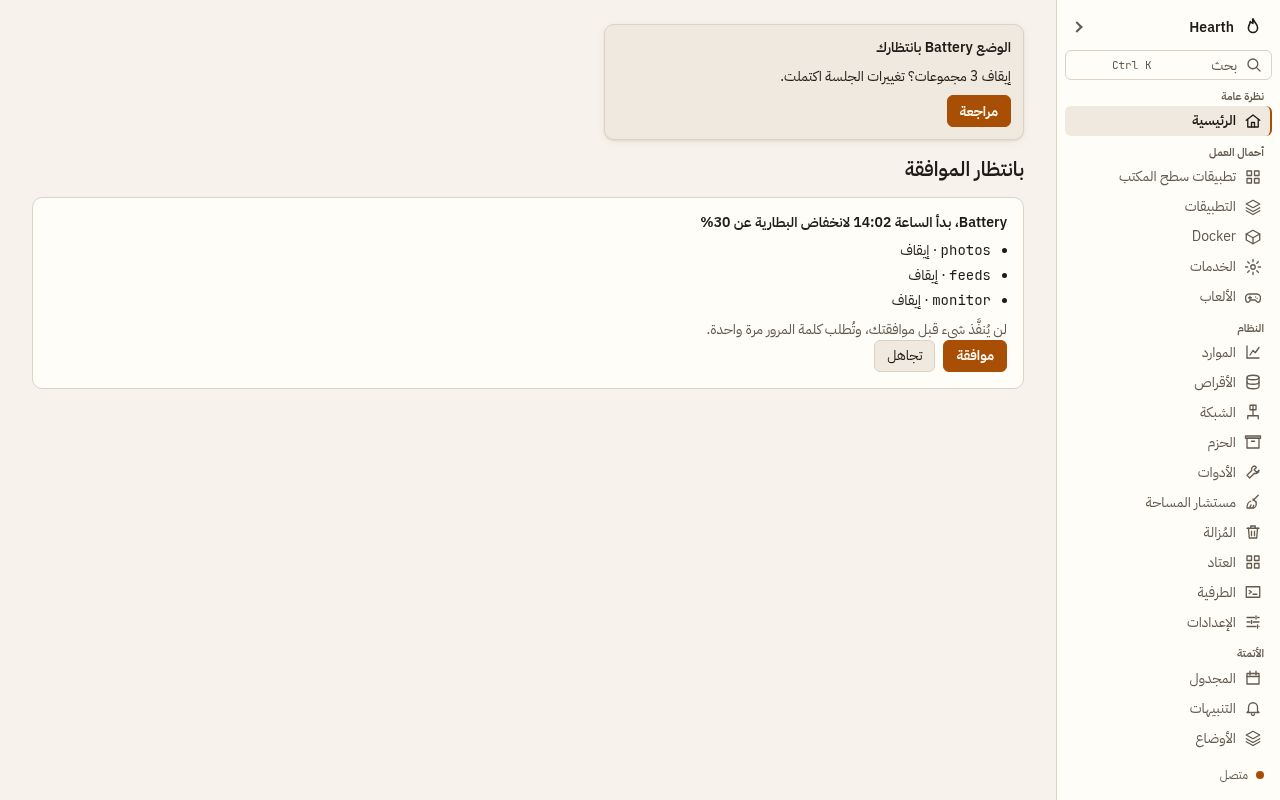 Hearth
بحث
Ctrl K
نظرة عامة
الرئيسية
أحمال العمل
تطبيقات سطح المكتب
التطبيقات
Docker
الخدمات
الألعاب
النظام
الموارد
الأقراص
الشبكة
الحزم
الأدوات
مستشار المساحة
المُزالة
العتاد
الطرفية
الإعدادات
الأتمتة
المجدول
التنبيهات
الأوضاع
متصل
الوضع Battery بانتظارك
إيقاف 3 مجموعات؟ تغييرات الجلسة اكتملت.
مراجعة
بانتظار الموافقة
Battery، بدأ الساعة 14:02 لانخفاض البطارية عن 30%
photos · إيقاف
feeds · إيقاف
monitor · إيقاف
لن يُنفَّذ شيء قبل موافقتك، وتُطلب كلمة المرور مرة واحدة.
موافقة
تجاهل